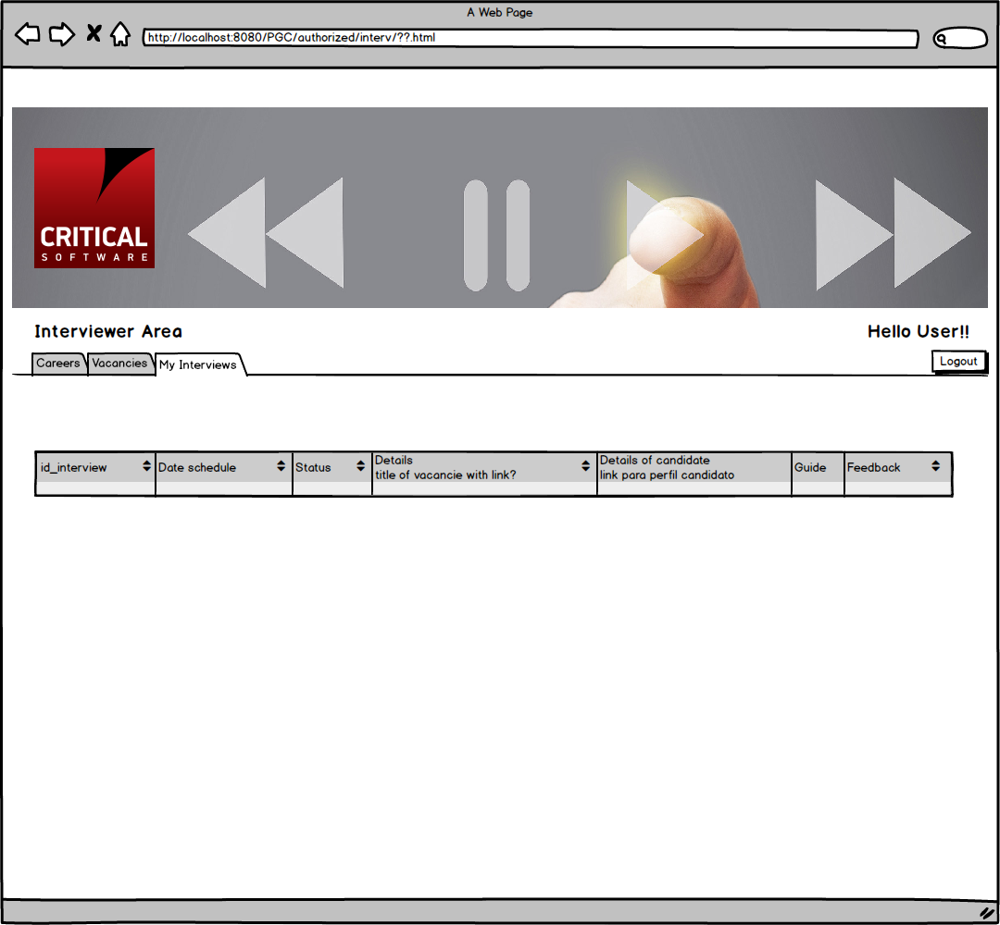 A Web Page
http://localhost:8080/PGC/authorized/interv/??.html
CRITICAL
SOFTWARE
Interviewer Area
Hello User!!
Careers
Vacancies
My Interviews
Logout
id_interview
Date schedule
Status
Details
title of vacancie with link?
Details of candidate
link para perfil candidato
Guide
Feedback